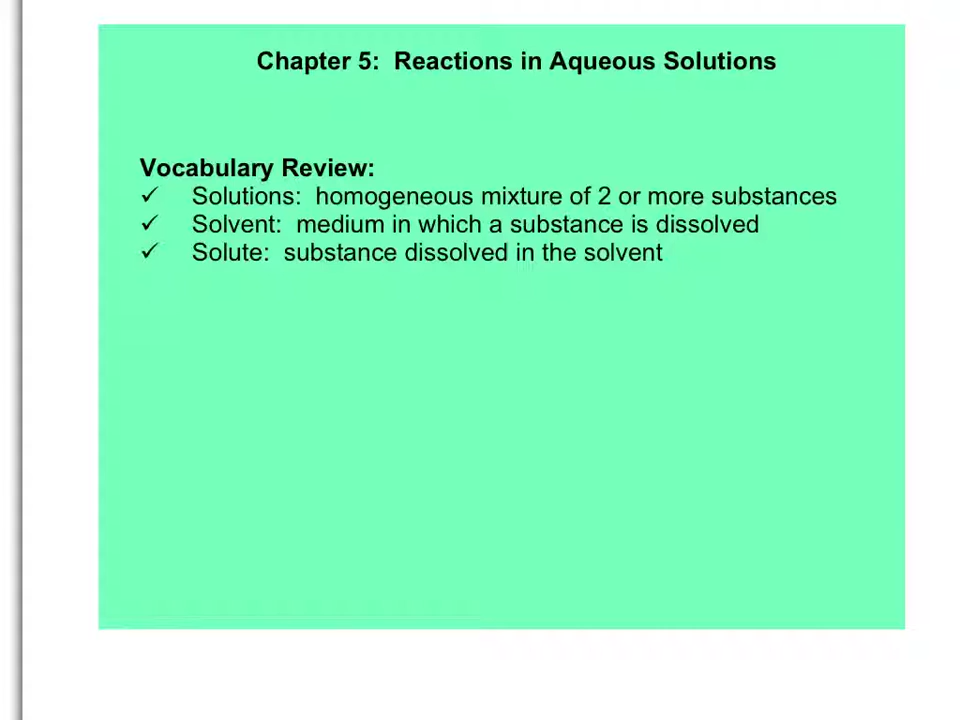 Chapter 5:  Reactions in Aqueous Solutions
Vocabulary Review:
✓ Solutions:  homogeneous mixture of 2 or more substances
✓ Solvent:  medium in which a substance is dissolved
✓ Solute:  substance dissolved in the solvent